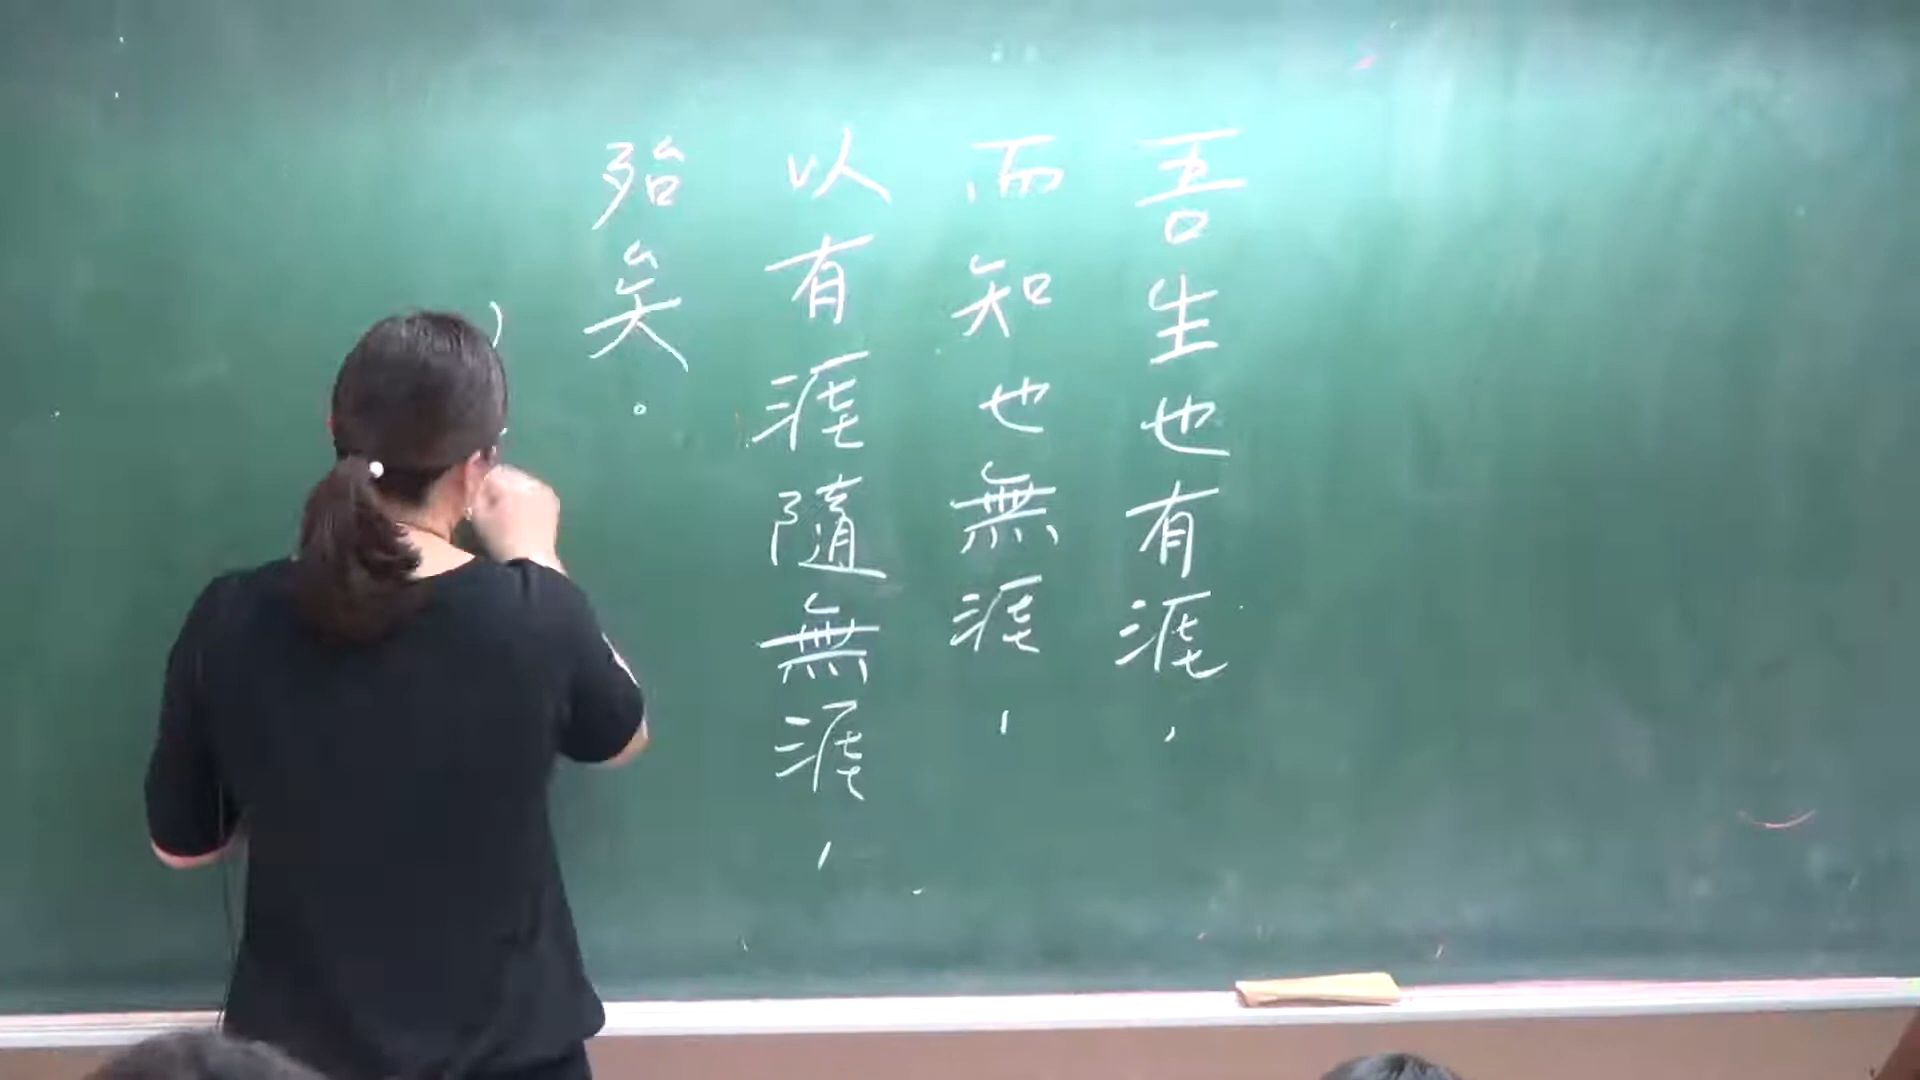 吾生也有涯，
而知也無涯，
以有涯隨無涯，
殆矣。